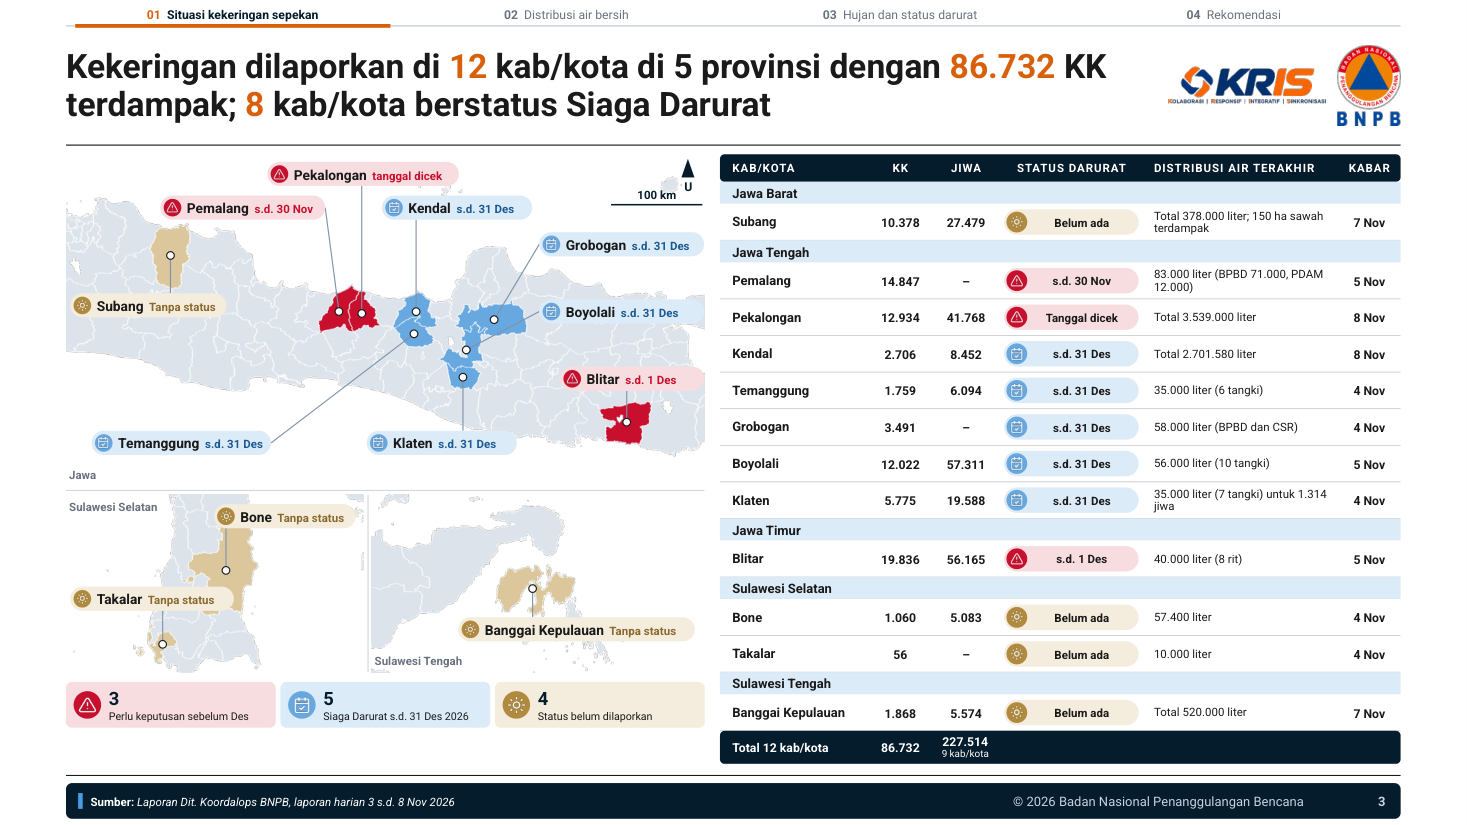 01 Situasi kekeringan sepekan
02 Distribusi air bersih
03 Hujan dan status darurat
04 Rekomendasi
Kekeringan dilaporkan di 12 kab/kota di 5 provinsi dengan 86.732 KK
terdampak; 8 kab/kota berstatus Siaga Darurat
KRIS
KOLABORASI | RESPONSIF | INTEGRATIF | SINKRONISASI
BADAN NASIONAL
PENANGGULANGAN BENCANA
BNPB
Pekalongan tanggal dicek
U
100 km
Pemalang s.d. 30 Nov
Kendal s.d. 31 Des
Grobogan s.d. 31 Des
Subang Tanpa status
Boyolali s.d. 31 Des
Blitar s.d. 1 Des
Temanggung s.d. 31 Des
Klaten s.d. 31 Des
Jawa
Sulawesi Selatan
Bone Tanpa status
Takalar Tanpa status
Banggai Kepulauan Tanpa status
Sulawesi Tengah
3
Perlu keputusan sebelum Des
5
Siaga Darurat s.d. 31 Des 2026
4
Status belum dilaporkan
KAB/KOTA KK JIWA STATUS DARURAT DISTRIBUSI AIR TERAKHIR KABAR
Jawa Barat
Subang 10.378 27.479 Belum ada Total 378.000 liter; 150 ha sawah terdampak 7 Nov
Jawa Tengah
Pemalang 14.847 – s.d. 30 Nov 83.000 liter (BPBD 71.000, PDAM 12.000) 5 Nov
Pekalongan 12.934 41.768 Tanggal dicek Total 3.539.000 liter 8 Nov
Kendal 2.706 8.452 s.d. 31 Des Total 2.701.580 liter 8 Nov
Temanggung 1.759 6.094 s.d. 31 Des 35.000 liter (6 tangki) 4 Nov
Grobogan 3.491 – s.d. 31 Des 58.000 liter (BPBD dan CSR) 4 Nov
Boyolali 12.022 57.311 s.d. 31 Des 56.000 liter (10 tangki) 5 Nov
Klaten 5.775 19.588 s.d. 31 Des 35.000 liter (7 tangki) untuk 1.314 jiwa 4 Nov
Jawa Timur
Blitar 19.836 56.165 s.d. 1 Des 40.000 liter (8 rit) 5 Nov
Sulawesi Selatan
Bone 1.060 5.083 Belum ada 57.400 liter 4 Nov
Takalar 56 – Belum ada 10.000 liter 4 Nov
Sulawesi Tengah
Banggai Kepulauan 1.868 5.574 Belum ada Total 520.000 liter 7 Nov
Total 12 kab/kota 86.732 227.514
9 kab/kota
Sumber: Laporan Dit. Koordalops BNPB, laporan harian 3 s.d. 8 Nov 2026
© 2026 Badan Nasional Penanggulangan Bencana
3